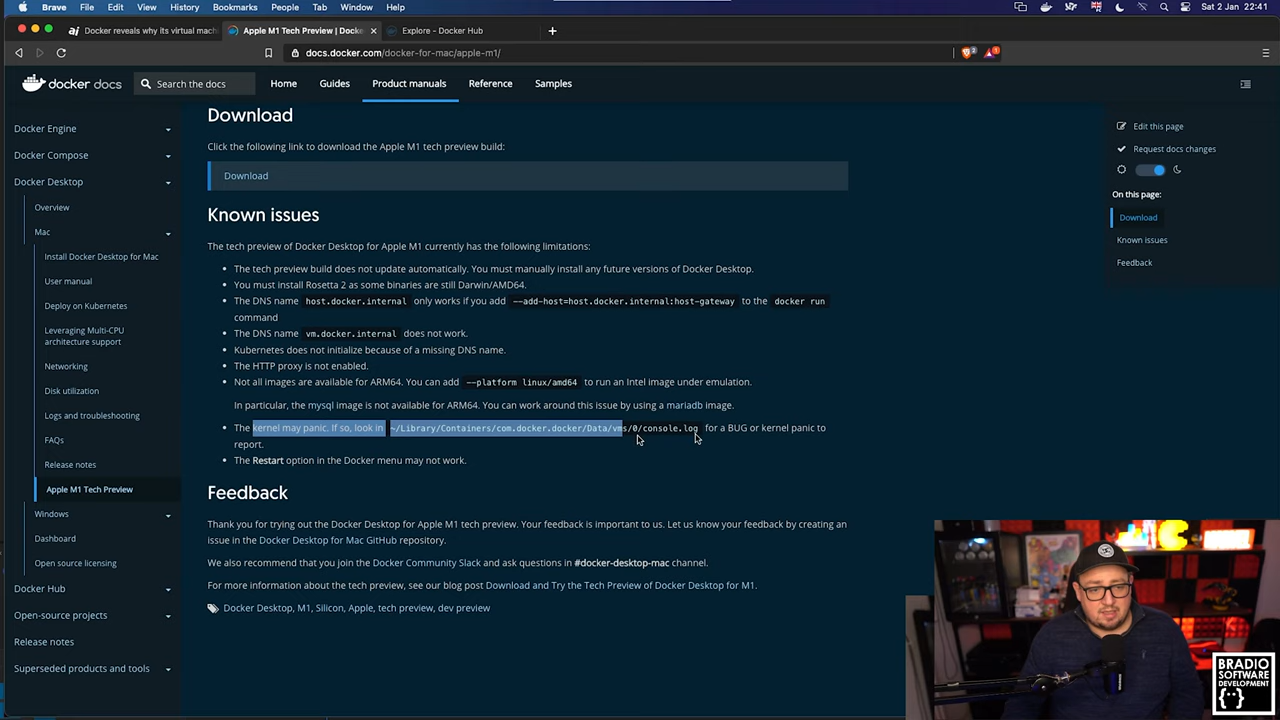 Brave File Edit View History Bookmarks People Tab Window Help Sat 2 Jan 22:41
Docker reveals why its virtual mach Apple M1 Tech Preview | Docke Explore - Docker Hub
docs.docker.com/docker-for-mac/apple-m1/
docker docs Search the docs Home Guides Product manuals Reference Samples
Docker Engine
Docker Compose
Docker Desktop
Overview
Mac
Install Docker Desktop for Mac
User manual
Deploy on Kubernetes
Leveraging Multi-CPU
architecture support
Networking
Disk utilization
Logs and troubleshooting
FAQs
Release notes
Apple M1 Tech Preview
Windows
Dashboard
Open source licensing
Docker Hub
Open-source projects
Release notes
Superseded products and tools
Download
Click the following link to download the Apple M1 tech preview build:
Download
Known issues
The tech preview of Docker Desktop for Apple M1 currently has the following limitations:
• The tech preview build does not update automatically. You must manually install any future versions of Docker Desktop.
• You must install Rosetta 2 as some binaries are still Darwin/AMD64.
• The DNS name host.docker.internal only works if you add --add-host=host.docker.internal:host-gateway to the docker run
command
• The DNS name vm.docker.internal does not work.
• Kubernetes does not initialize because of a missing DNS name.
• The HTTP proxy is not enabled.
• Not all images are available for ARM64. You can add --platform linux/amd64 to run an Intel image under emulation.
In particular, the mysql image is not available for ARM64. You can work around this issue by using a mariadb image.
• The kernel may panic. If so, look in ~/Library/Containers/com.docker.docker/Data/vms/0/console.log for a BUG or kernel panic to
report.
• The Restart option in the Docker menu may not work.
Feedback
Thank you for trying out the Docker Desktop for Apple M1 tech preview. Your feedback is important to us. Let us know your feedback by creating an
issue in the Docker Desktop for Mac GitHub repository.
We also recommend that you join the Docker Community Slack and ask questions in #docker-desktop-mac channel.
For more information about the tech preview, see our blog post Download and Try the Tech Preview of Docker Desktop for M1.
Docker Desktop, M1, Silicon, Apple, tech preview, dev preview
Edit this page
Request docs changes
On this page:
Download
Known issues
Feedback
BRADIO
SOFTWARE
DEVELOPMENT
{··}